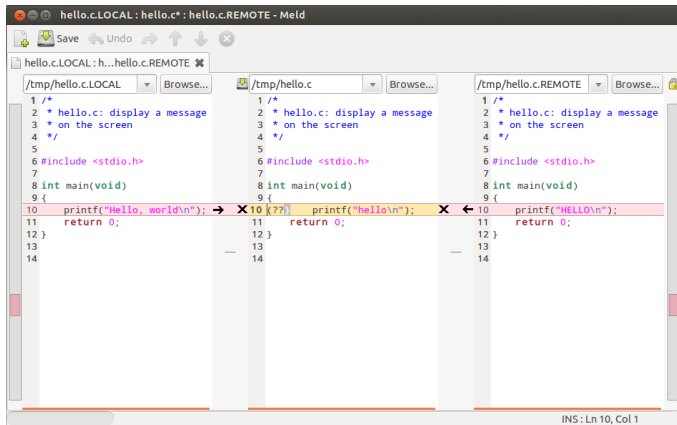 hello.c.LOCAL : hello.c* : hello.c.REMOTE - Meld
Save Undo
hello.c.LOCAL : h...hello.c.REMOTE
/tmp/hello.c.LOCAL Browse...
1 /*
2  * hello.c: display a message
3  * on the screen
4  */
5
6 #include <stdio.h>
7
8 int main(void)
9 {
10     printf("Hello, world\n");
11     return 0;
12 }
13
14
/tmp/hello.c Browse...
1 /*
2  * hello.c: display a message
3  * on the screen
4  */
5
6 #include <stdio.h>
7
8 int main(void)
9 {
10 (??)    printf("hello\n");
11     return 0;
12 }
13
14
/tmp/hello.c.REMOTE Browse...
1 /*
2  * hello.c: display a message
3  * on the screen
4  */
5
6 #include <stdio.h>
7
8 int main(void)
9 {
10     printf("HELLO\n");
11     return 0;
12 }
13
14
INS : Ln 10, Col 1